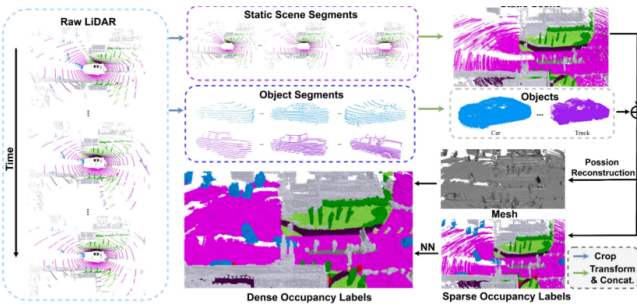 Raw LiDAR
Static Scene Segments
Object Segments
Objects
Car
...
Truck
Time
Possion
Reconstruction
Mesh
NN
Crop
Transform
& Concat.
Dense Occupancy Labels
Sparse Occupancy Labels